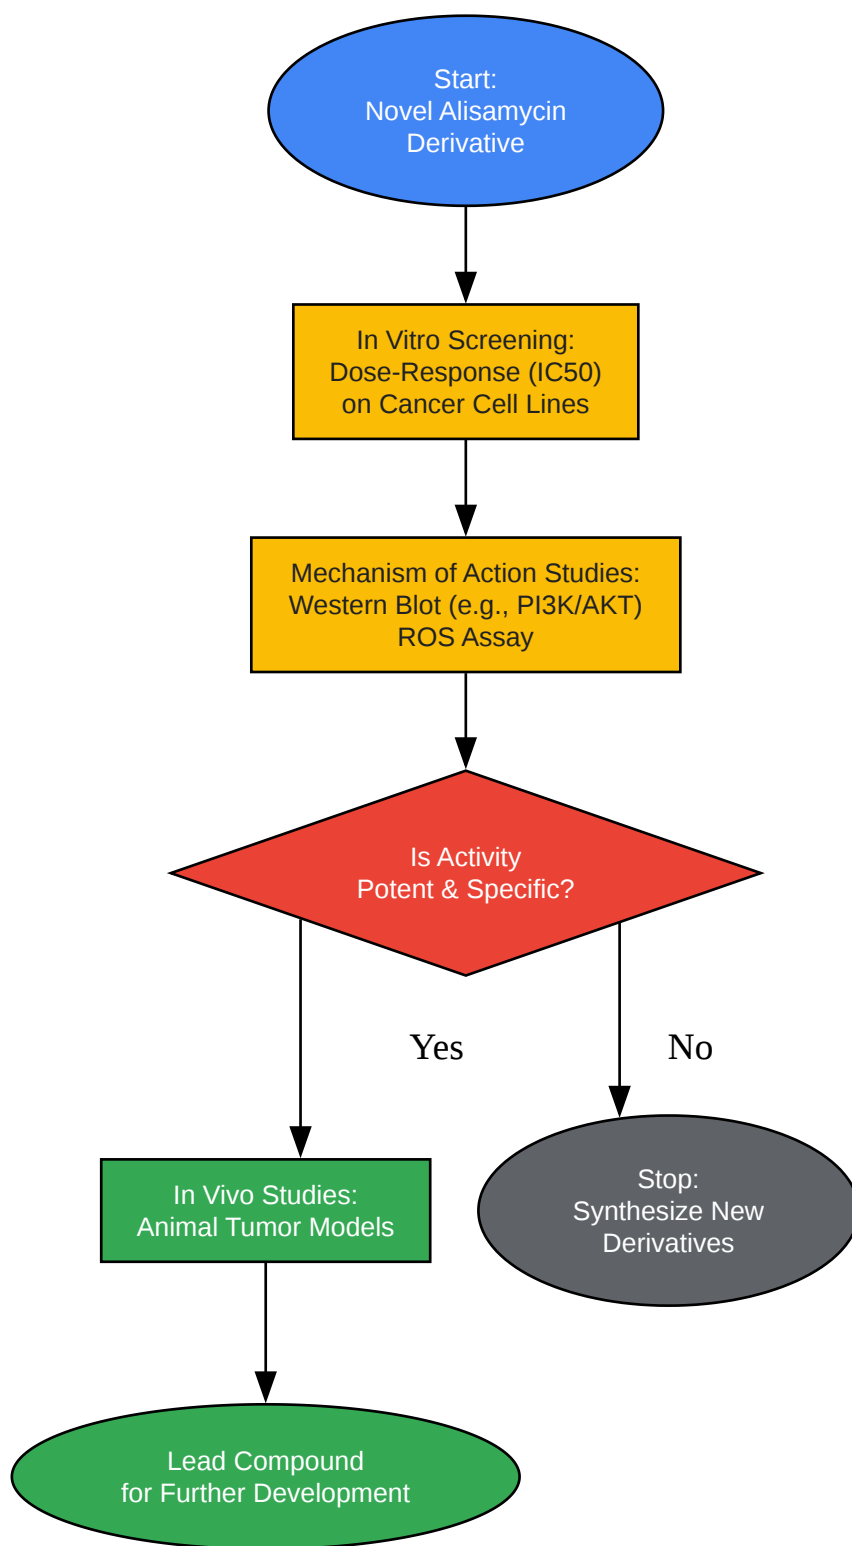 Start:
Novel Alisamycin
Derivative
In Vitro Screening:
Dose-Response (IC50)
on Cancer Cell Lines
Mechanism of Action Studies:
Western Blot (e.g., PI3K/AKT)
ROS Assay
Is Activity
Potent & Specific?
Yes
No
In Vivo Studies:
Animal Tumor Models
Stop:
Synthesize New
Derivatives
Lead Compound
for Further Development